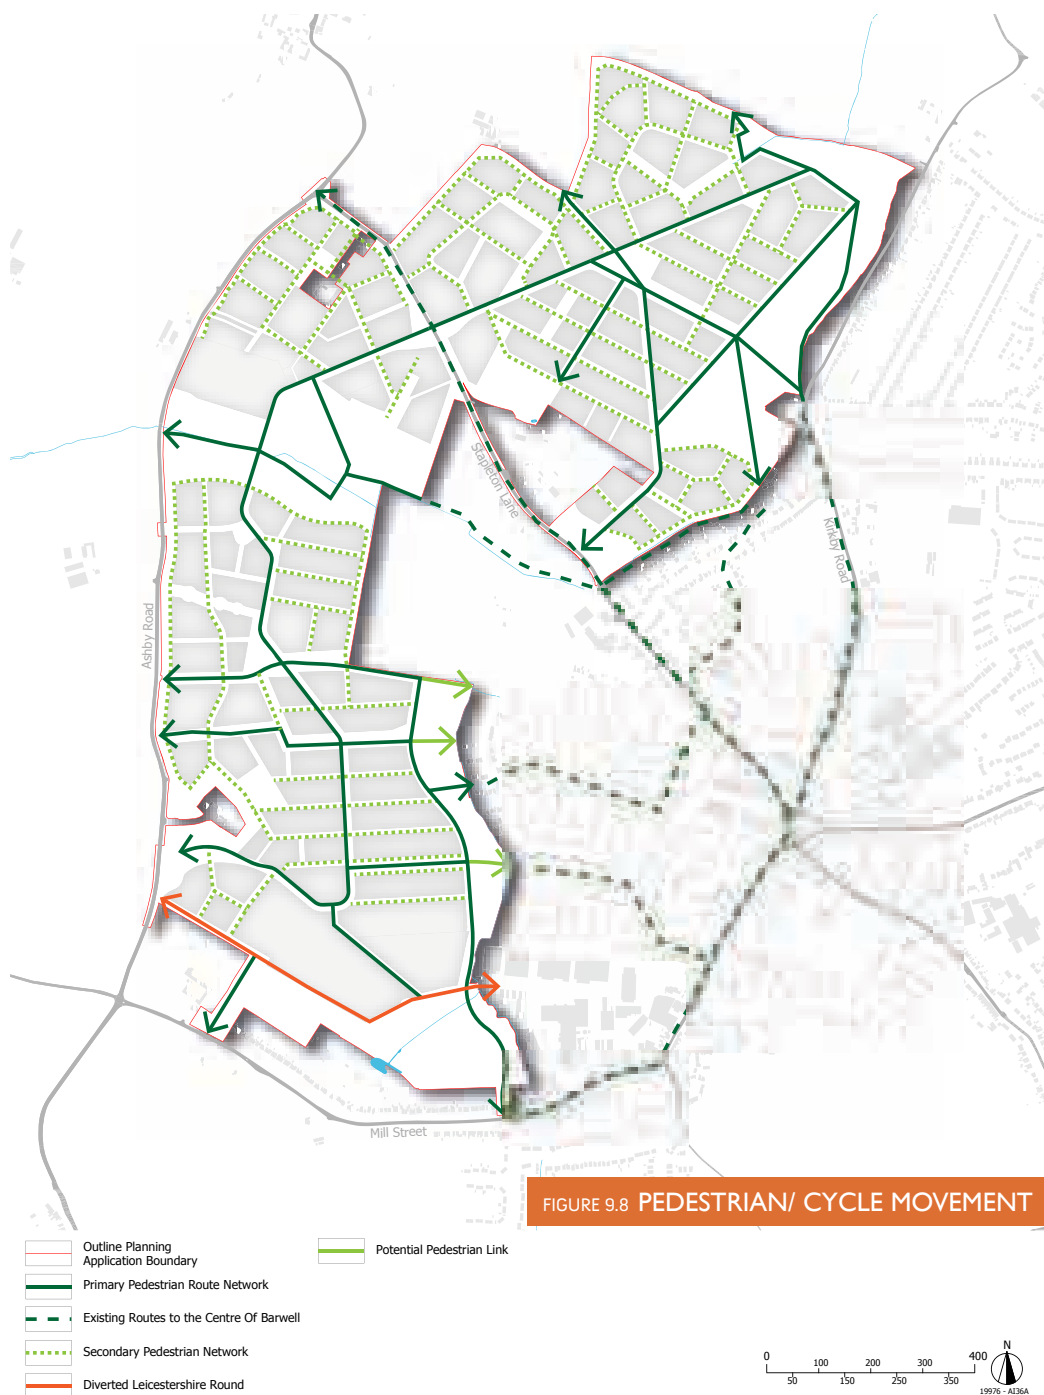 Stapleton Lane
Kirkby Road
Ashby Road
Mill Street
FIGURE 9.8 PEDESTRIAN/ CYCLE MOVEMENT
Outline Planning
Application Boundary
Potential Pedestrian Link
Primary Pedestrian Route Network
Existing Routes to the Centre Of Barwell
Secondary Pedestrian Network
Diverted Leicestershire Round
0 100 200 300 400
50 150 250 350
N
19976 - AI36A